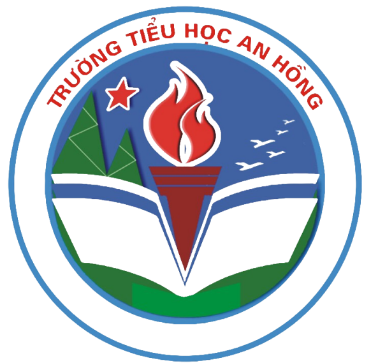 TRƯỜNG TIỂU HỌC AN HỒNG